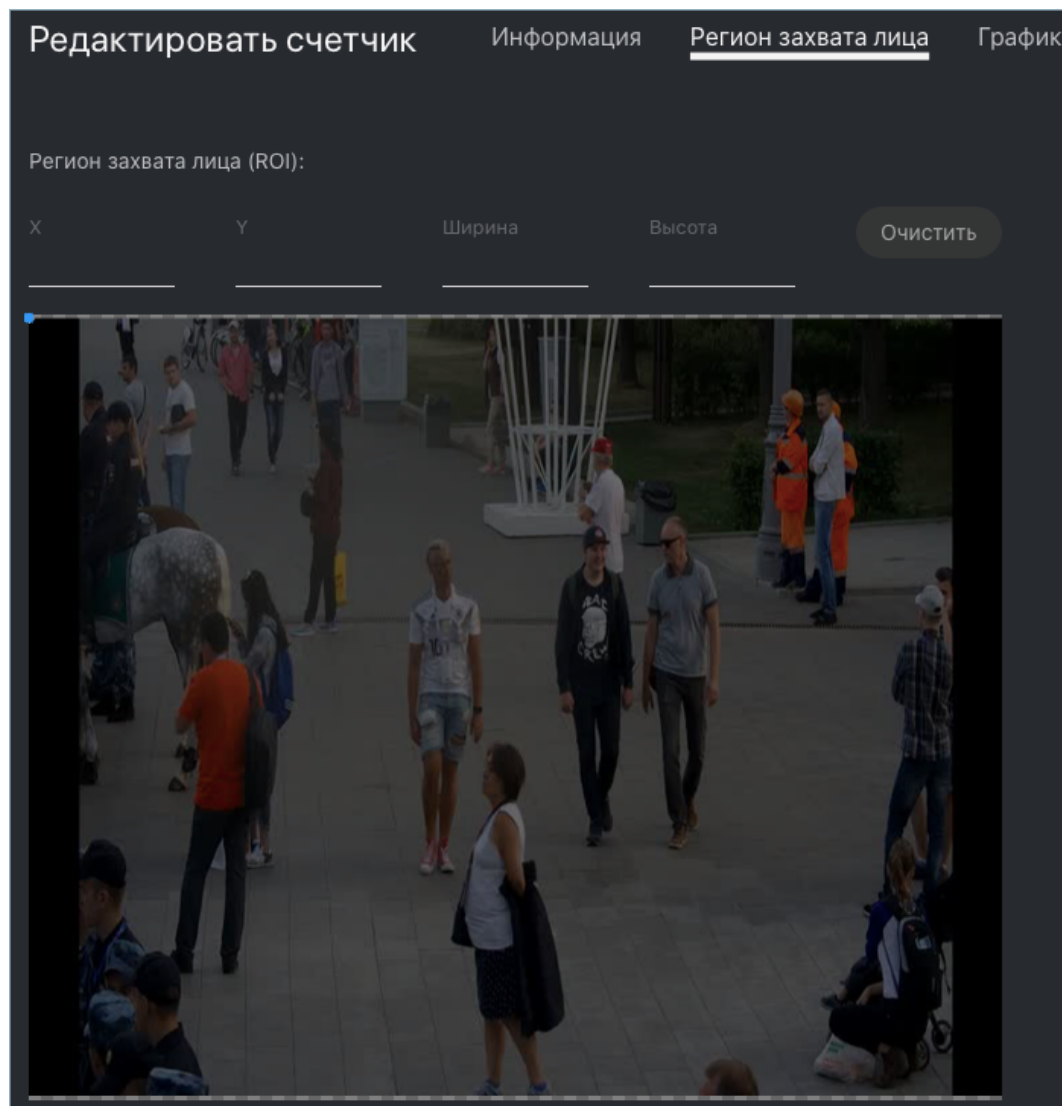 Редактировать счетчик Информация Регион захвата лица График
Регион захвата лица (ROI):
X Y Ширина Высота Очистить